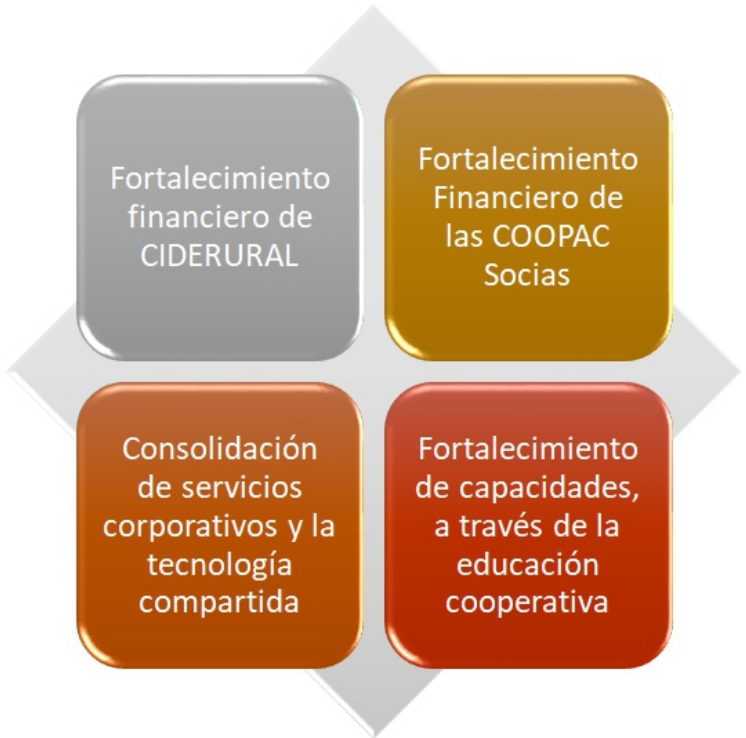 Fortalecimiento
financiero de
CIDERURAL
Fortalecimiento
Financiero de
las COOPAC
Socias
Consolidación
de servicios
corporativos y la
tecnología
compartida
Fortalecimiento
de capacidades,
a través de la
educación
cooperativa